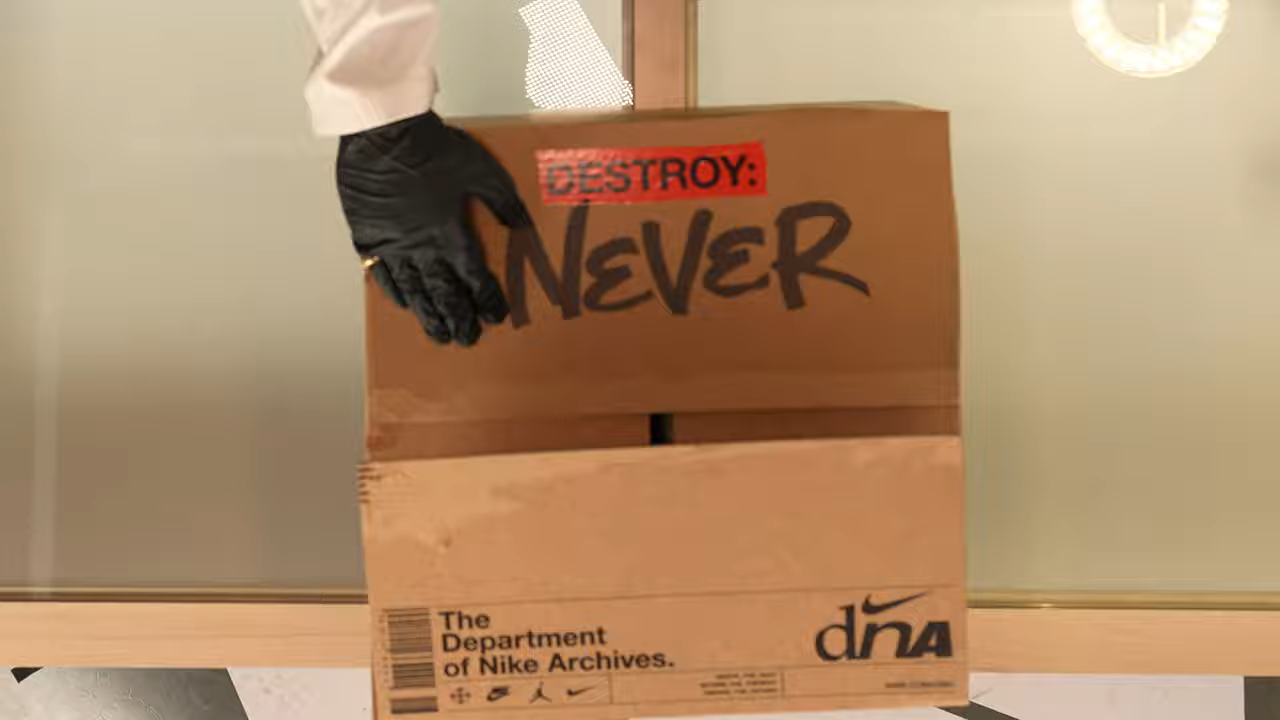 DESTROY:
NEVER
The
Department
of Nike Archives.
dnA